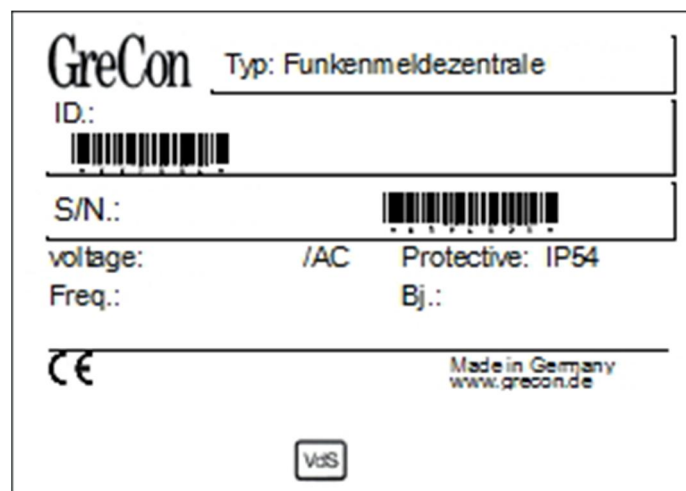 GreCon Typ: Funkenmeldezentrale
ID.:
S/N.:
voltage: /AC Protective: IP54
Freq.: Bj.:
CE Made in Germany
www.grecon.de
VdS